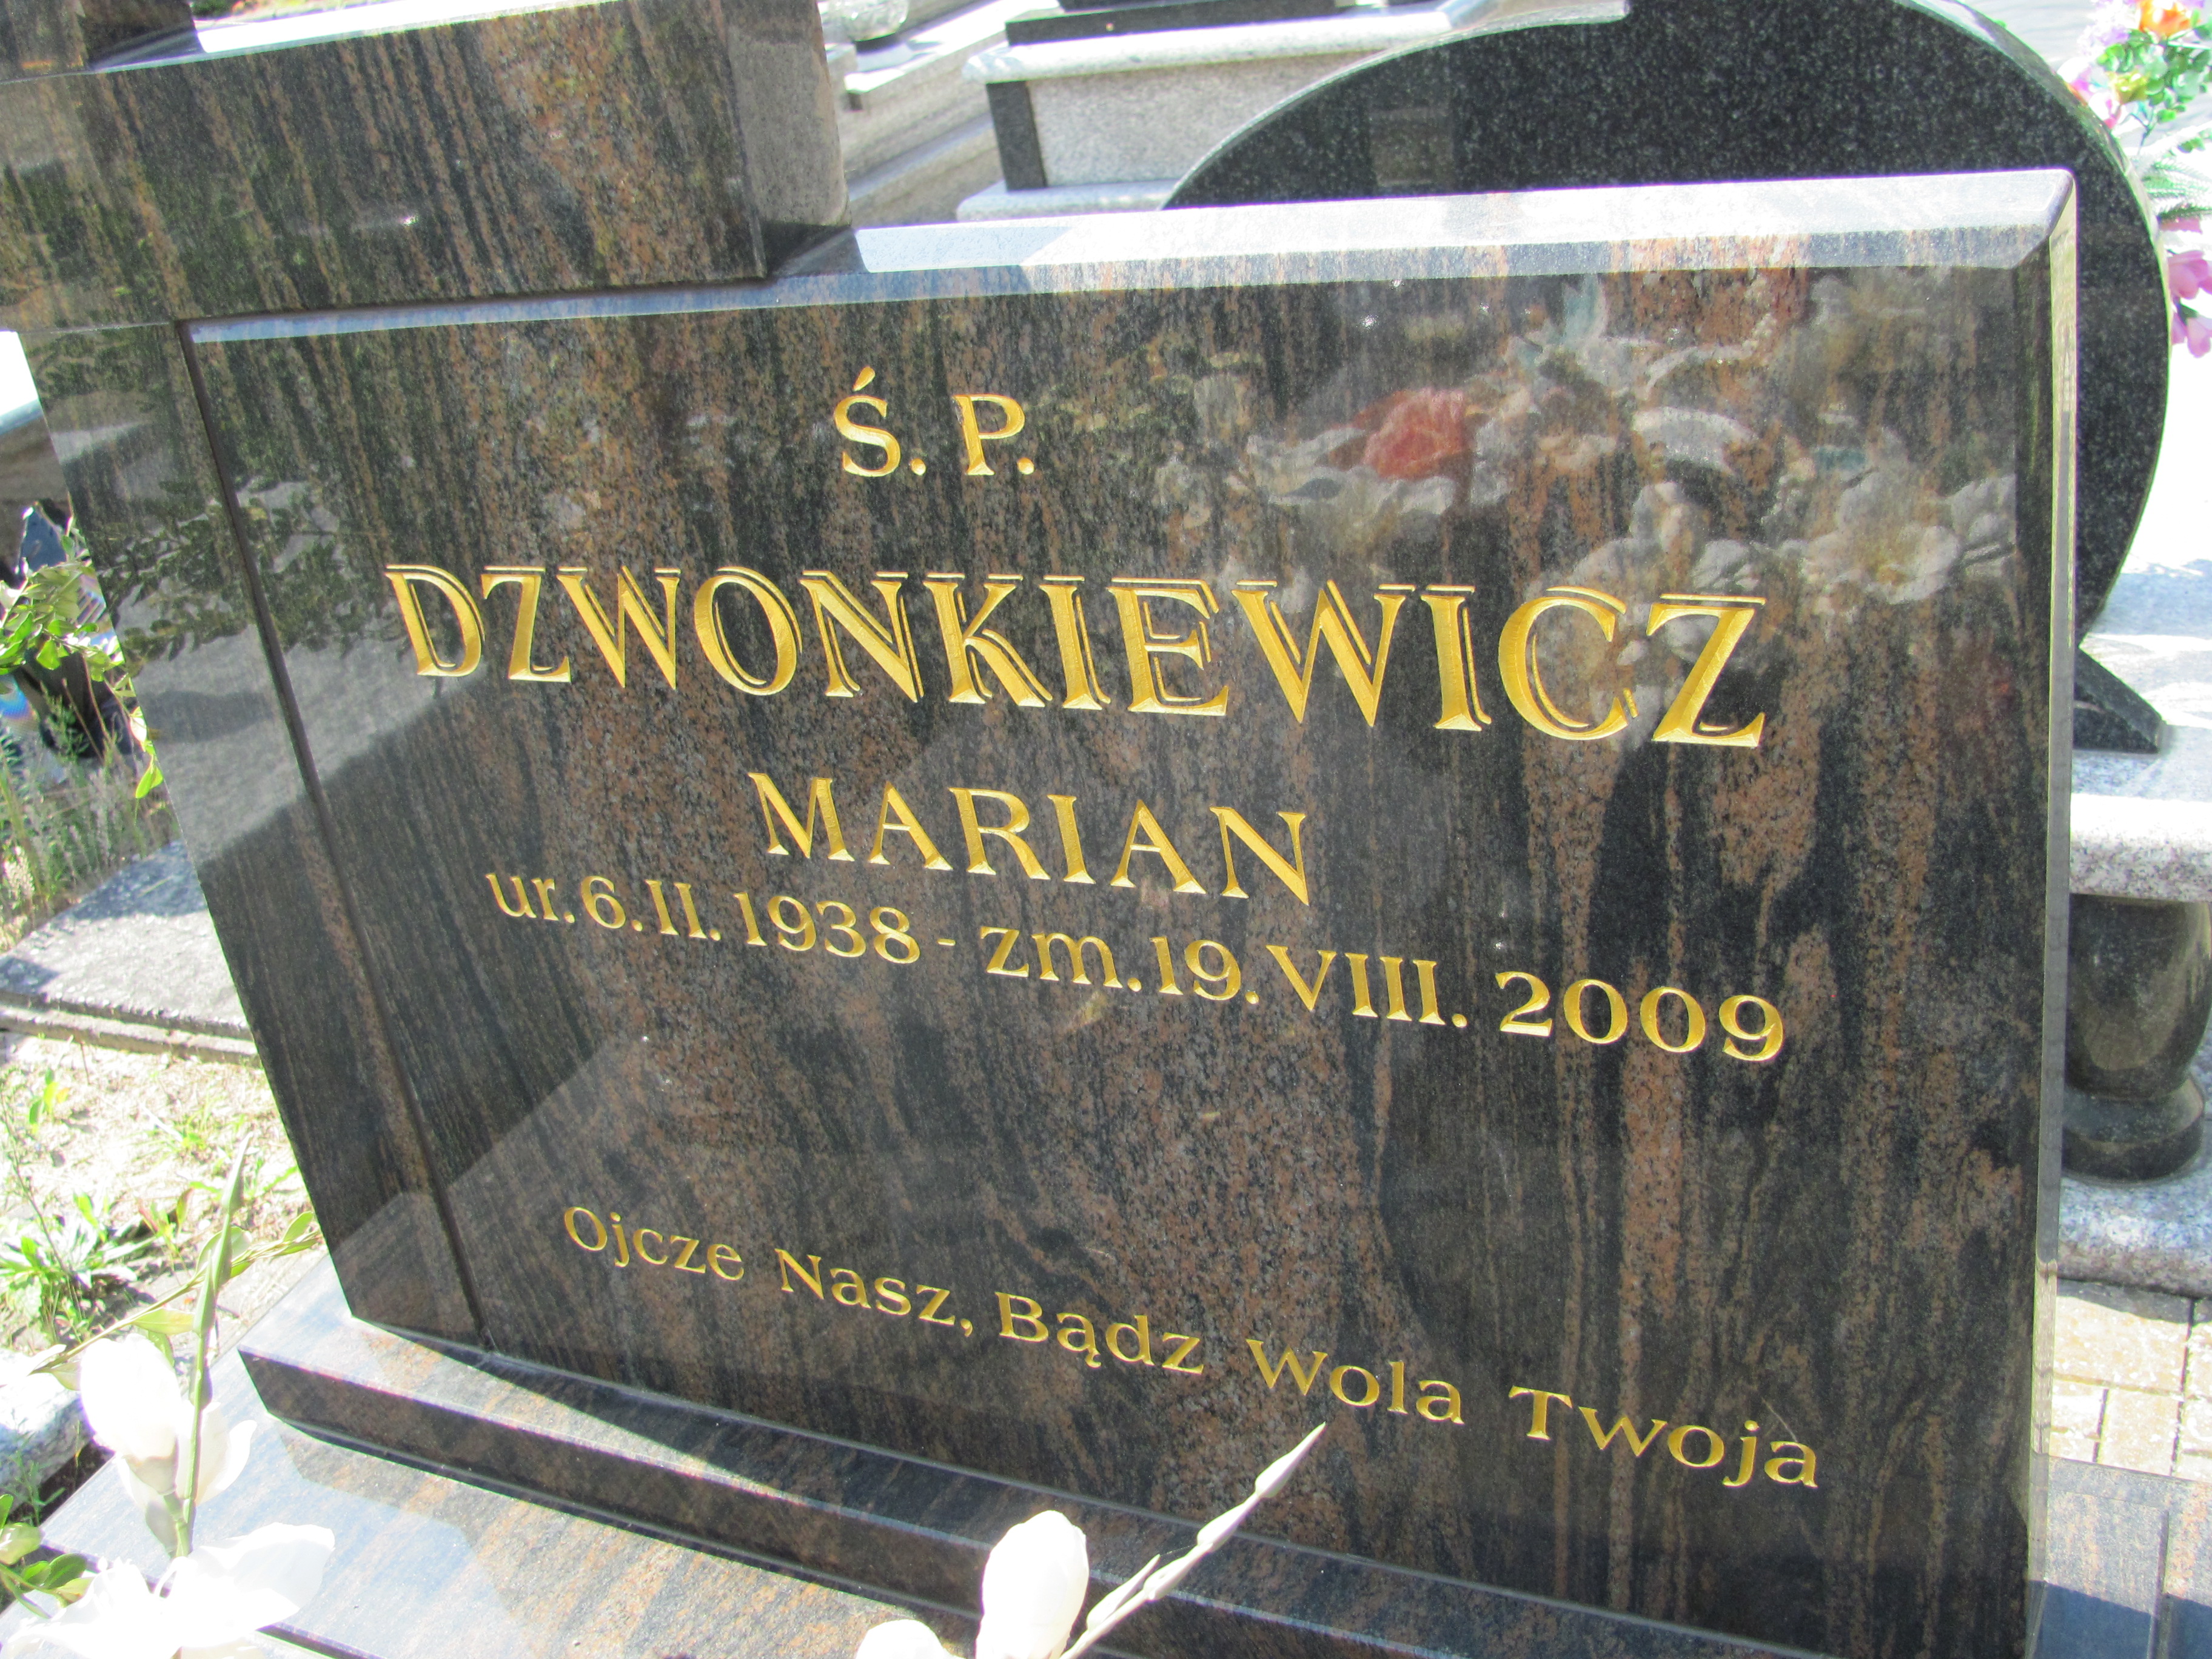 Ś. P.
DZWONKIEWICZ
MARIAN
ur. 6. II. 1938 - zm. 19. VIII. 2009
Ojcze Nasz, Bądz Wola Twoja